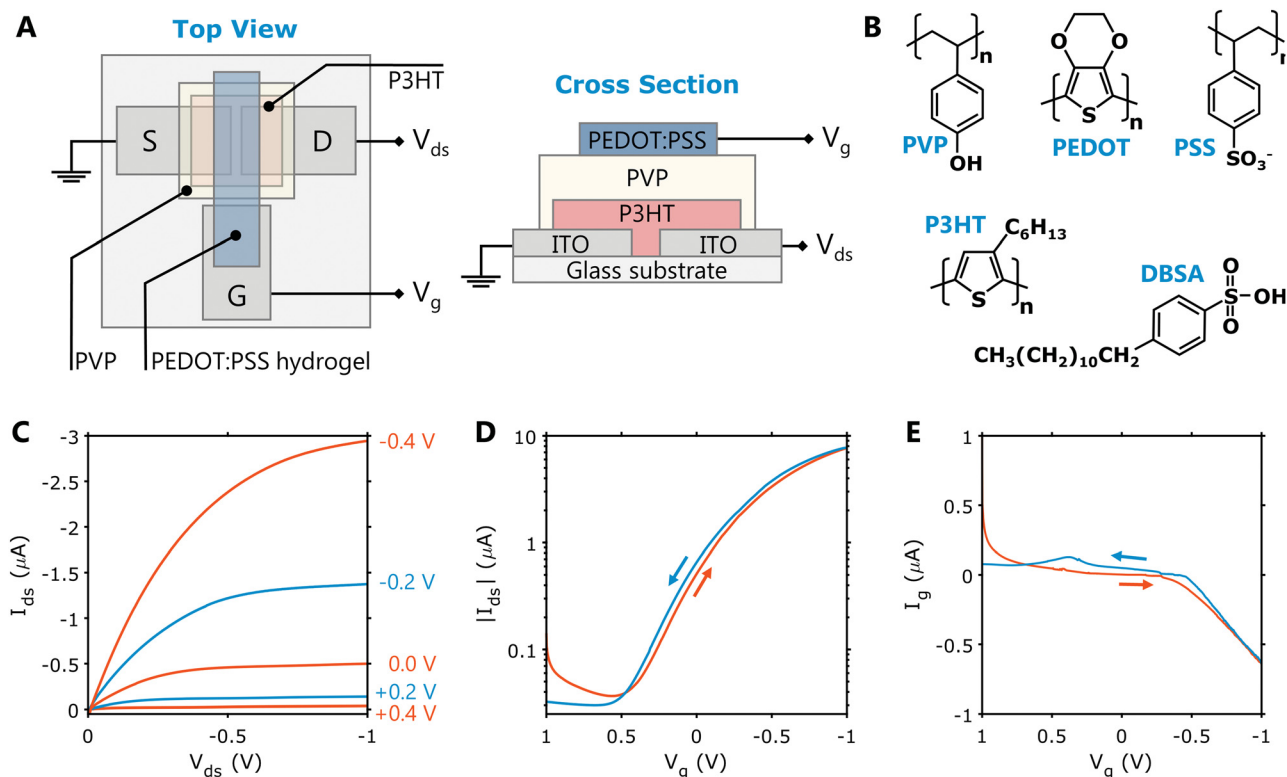 A
Top View
P3HT
S
D
V_ds
G
V_g
PVP
PEDOT:PSS hydrogel
Cross Section
PEDOT:PSS
V_g
PVP
P3HT
ITO
ITO
V_ds
Glass substrate
B
n
PVP
OH
O
O
S
n
PEDOT
n
PSS
SO₃⁻
P3HT
C₆H₁₃
S
n
DBSA
O
S
OH
O
CH₃(CH₂)₁₀CH₂
C
-3
-2.5
-2
-1.5
-1
-0.5
0
I_ds (μA)
0
-0.5
-1
V_ds (V)
-0.4 V
-0.2 V
0.0 V
+0.2 V
+0.4 V
D
10
1
0.1
|I_ds| (μA)
1
0.5
0
-0.5
-1
V_g (V)
E
1
0.5
0
-0.5
-1
I_g (μA)
1
0.5
0
-0.5
-1
V_g (V)